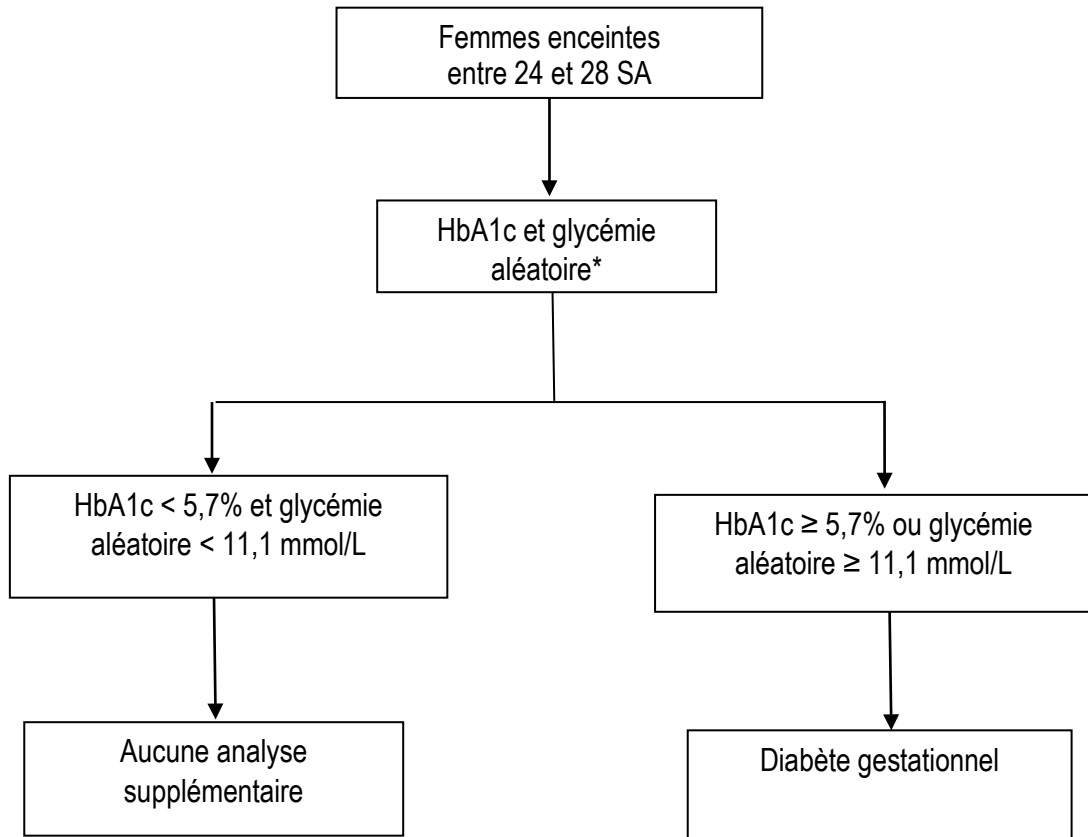 Femmes enceintes
entre 24 et 28 SA
HbA1c et glycémie
aléatoire*
HbA1c < 5,7% et glycémie
aléatoire < 11,1 mmol/L
HbA1c ≥ 5,7% ou glycémie
aléatoire ≥ 11,1 mmol/L
Aucune analyse
supplémentaire
Diabète gestationnel